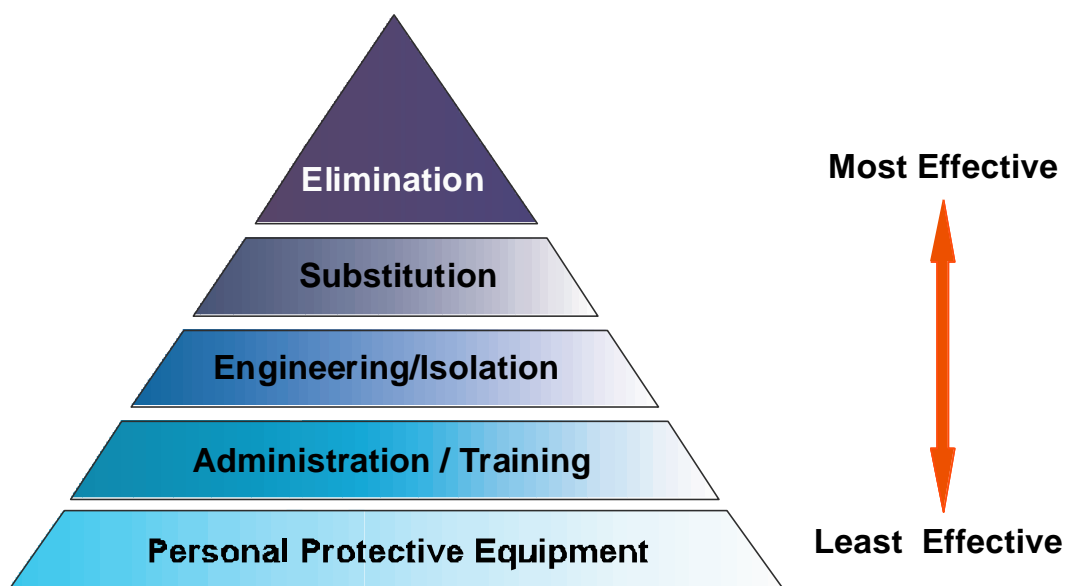 Elimination
Most Effective
Substitution
Engineering/Isolation
Administration / Training
Personal Protective Equipment
Least Effective